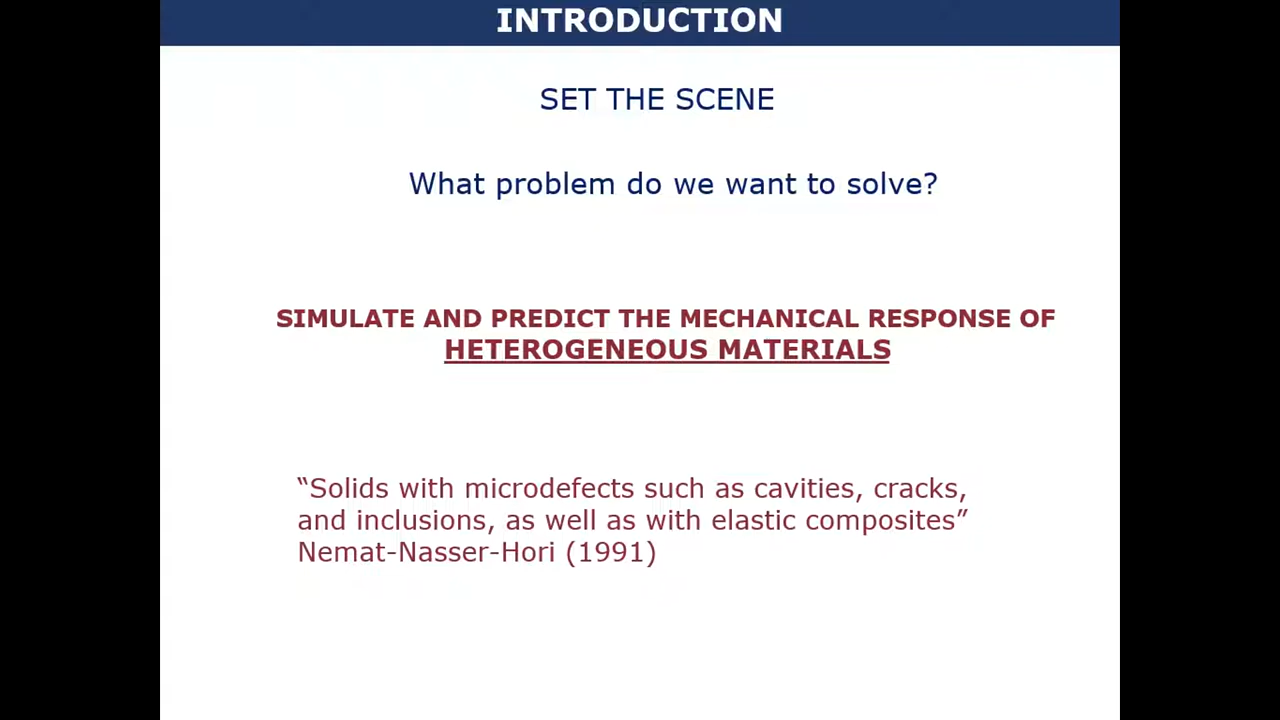 INTRODUCTION
SET THE SCENE
What problem do we want to solve?
SIMULATE AND PREDICT THE MECHANICAL RESPONSE OF
HETEROGENEOUS MATERIALS
“Solids with microdefects such as cavities, cracks,
and inclusions, as well as with elastic composites”
Nemat-Nasser-Hori (1991)